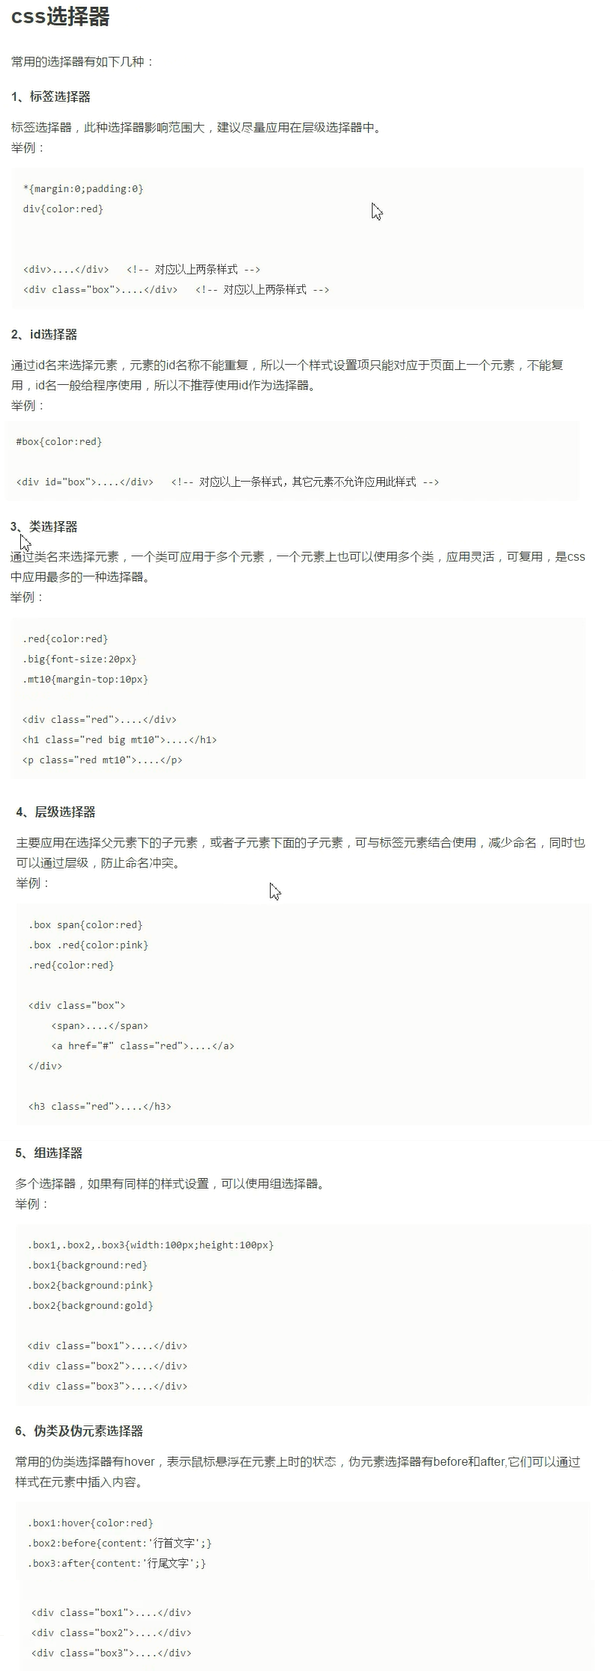 css选择器
常用的选择器有如下几种：
1、标签选择器
标签选择器，此种选择器影响范围大，建议尽量应用在层级选择器中。
举例：
*{margin:0;padding:0}
div{color:red}
<div>....</div>   <!-- 对应以上两条样式 -->
<div class="box">....</div>   <!-- 对应以上两条样式 -->
2、id选择器
通过id名来选择元素，元素的id名称不能重复，所以一个样式设置项只能对应于页面上一个元素，不能复
用，id名一般给程序使用，所以不推荐使用id作为选择器。
举例：
#box{color:red}
<div id="box">....</div>   <!-- 对应以上一条样式，其它元素不允许应用此样式 -->
3、类选择器
通过类名来选择元素，一个类可应用于多个元素，一个元素上也可以使用多个类，应用灵活，可复用，是css
中应用最多的一种选择器。
举例：
.red{color:red}
.big{font-size:20px}
.mt10{margin-top:10px}
<div class="red">....</div>
<h1 class="red big mt10">....</h1>
<p class="red mt10">....</p>
4、层级选择器
主要应用在选择父元素下的子元素，或者子元素下面的子元素，可与标签元素结合使用，减少命名，同时也
可以通过层级，防止命名冲突。
举例：
.box span{color:red}
.box .red{color:pink}
.red{color:red}
<div class="box">
    <span>....</span>
    <a href="#" class="red">....</a>
</div>
<h3 class="red">....</h3>
5、组选择器
多个选择器，如果有同样的样式设置，可以使用组选择器。
举例：
.box1,.box2,.box3{width:100px;height:100px}
.box1{background:red}
.box2{background:pink}
.box2{background:gold}
<div class="box1">....</div>
<div class="box2">....</div>
<div class="box3">....</div>
6、伪类及伪元素选择器
常用的伪类选择器有hover，表示鼠标悬浮在元素上时的状态，伪元素选择器有before和after,它们可以通过
样式在元素中插入内容。
.box1:hover{color:red}
.box2:before{content:'行首文字';}
.box3:after{content:'行尾文字';}
<div class="box1">....</div>
<div class="box2">....</div>
<div class="box3">....</div>